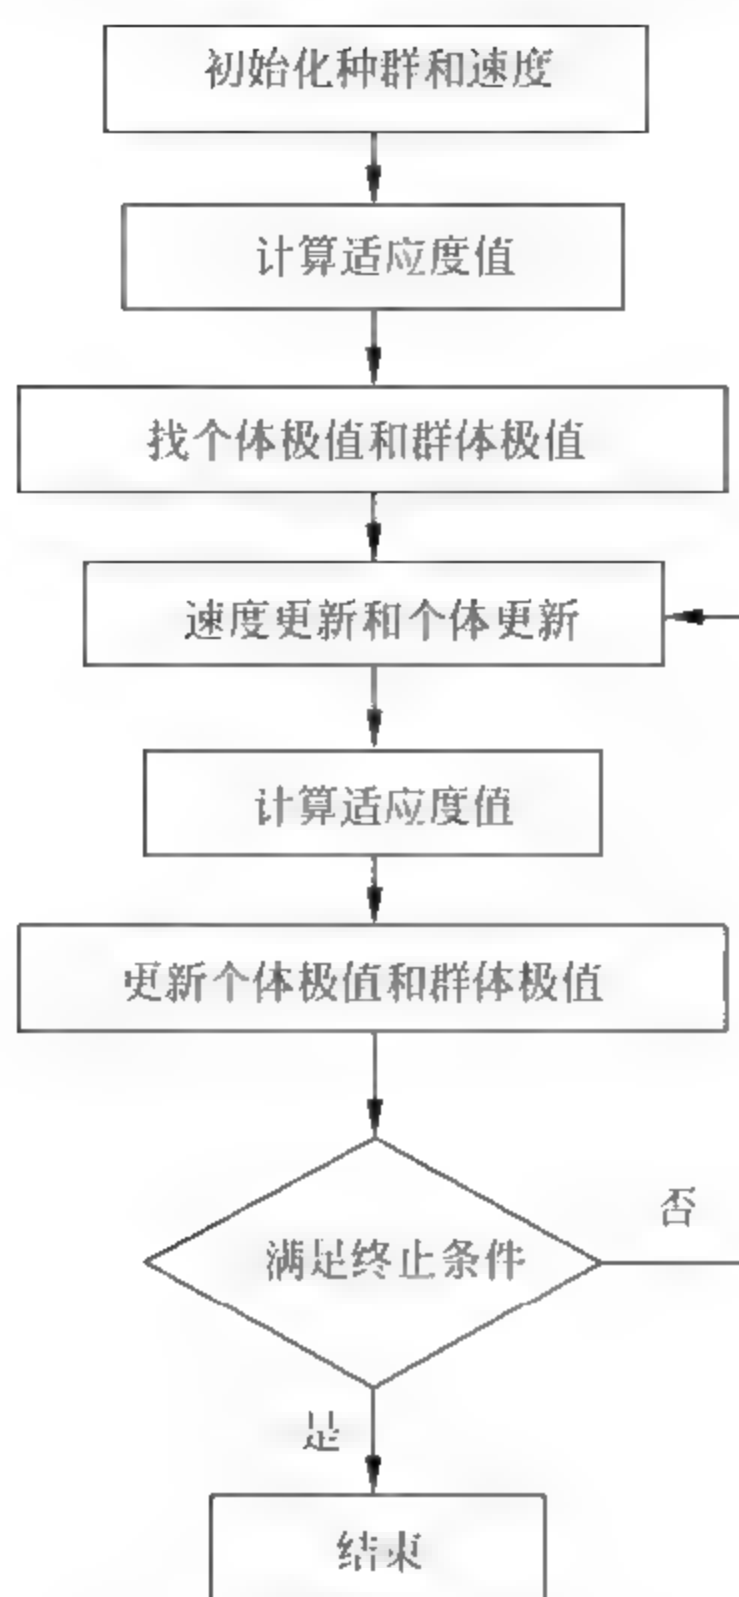 初始化种群和速度
计算适应度值
找个体极值和群体极值
速度更新和个体更新
计算适应度值
更新个体极值和群体极值
满足终止条件
否
是
结束